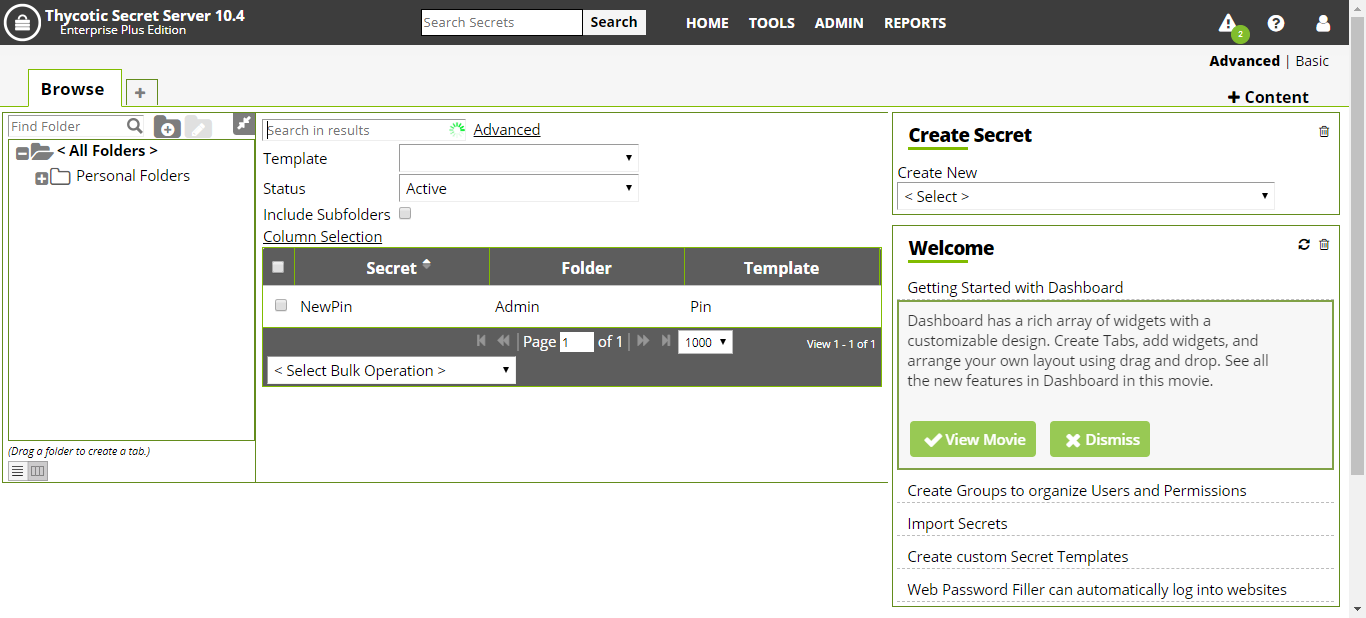 Thycotic Secret Server 10.4
Enterprise Plus Edition
Search Secrets
Search
HOME
TOOLS
ADMIN
REPORTS
2
Advanced | Basic
Browse
+
+ Content
Find Folder
< All Folders >
Personal Folders
(Drag a folder to create a tab.)
Search in results
Advanced
Template
Status
Active
Include Subfolders
Column Selection
Secret
Folder
Template
NewPin
Admin
Pin
Page 1 of 1
1000
View 1 - 1 of 1
< Select Bulk Operation >
Create Secret
Create New
< Select >
Welcome
Getting Started with Dashboard
Dashboard has a rich array of widgets with a
customizable design. Create Tabs, add widgets, and
arrange your own layout using drag and drop. See all
the new features in Dashboard in this movie.
View Movie
Dismiss
Create Groups to organize Users and Permissions
Import Secrets
Create custom Secret Templates
Web Password Filler can automatically log into websites